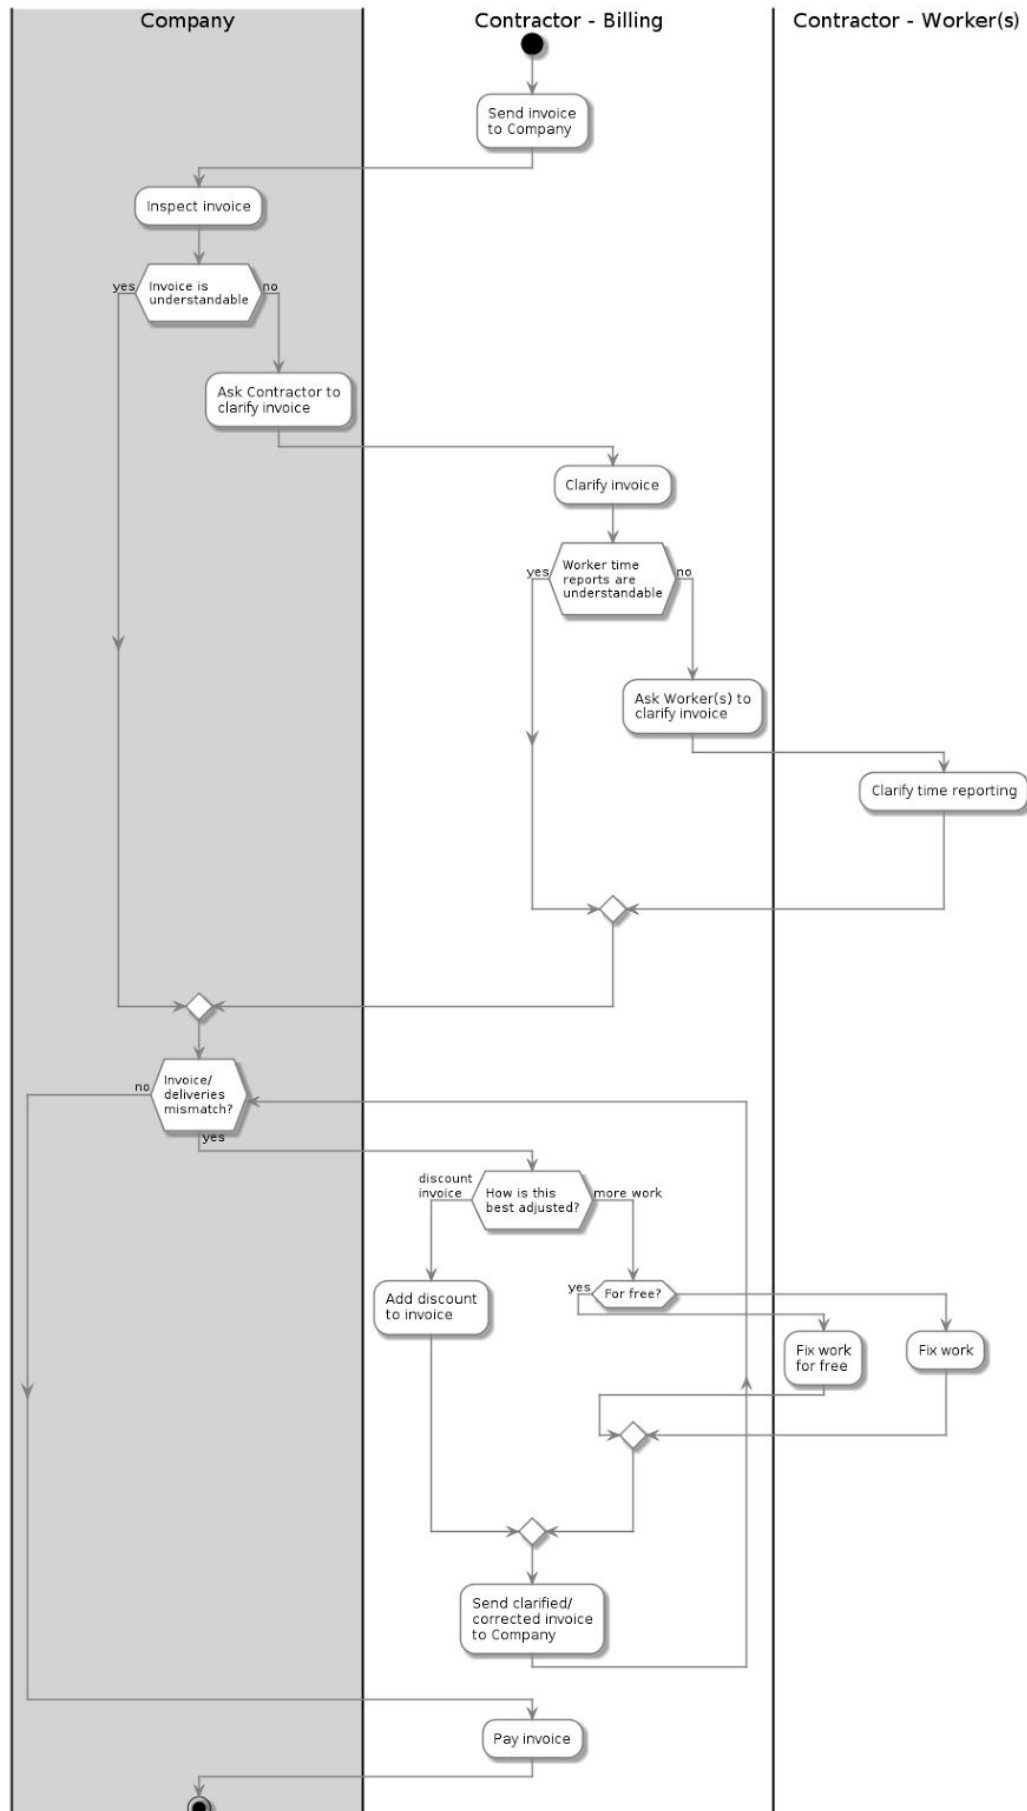 Company
Contractor - Billing
Contractor - Worker(s)
Send invoice
to Company
Inspect invoice
yes
Invoice is
understandable
no
Ask Contractor to
clarify invoice
Clarify invoice
yes
Worker time
reports are
understandable
no
Ask Worker(s) to
clarify invoice
Clarify time reporting
no
Invoice/
deliveries
mismatch?
yes
discount
invoice
How is this
best adjusted?
more work
Add discount
to invoice
yes
For free?
Fix work
for free
Fix work
Send clarified/
corrected invoice
to Company
Pay invoice